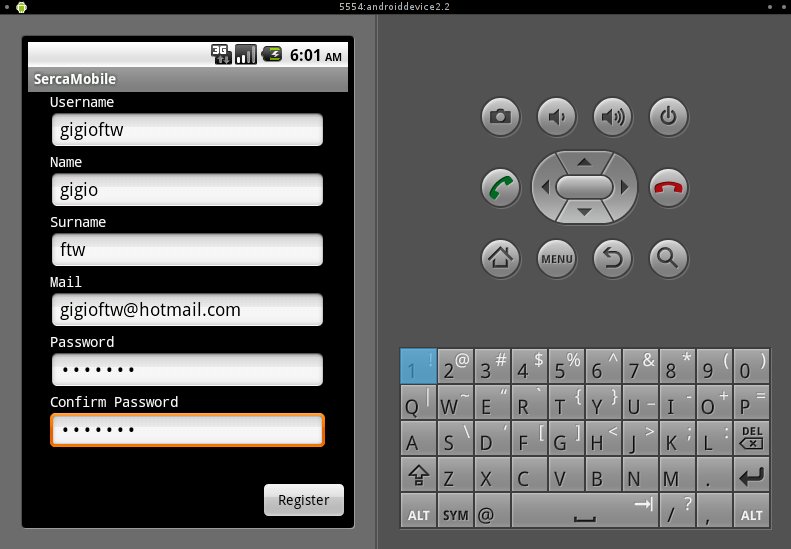 5554:androiddevice2.2
3G 6:01 AM
SercaMobile
Username
gigioftw
Name
gigio
Surname
ftw
Mail
gigioftw@hotmail.com
Password
•••••••
Confirm Password
•••••••
Register
MENU
1 ! 2 @ 3 # 4 $ 5 % 6 ^ 7 & 8 * 9 ( 0 )
Q | W ~ E " R ` T { Y } U _ I - O + P =
A S \ D ' F [ G ] H < J > K ; L : DEL
Z X C V B N M .
ALT SYM @ / ? , ALT